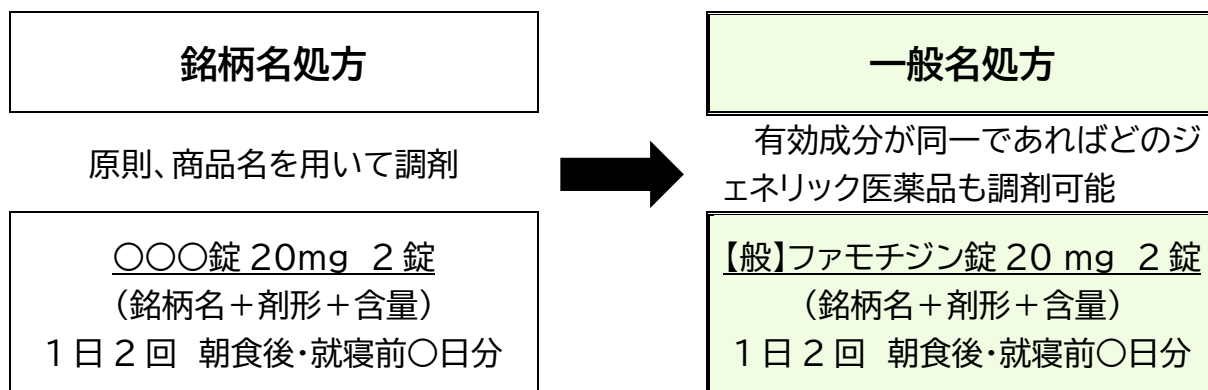 銘柄名処方
原則、商品名を用いて調剤
○○○錠 20mg 2錠
(銘柄名+剤形+含量)
1日2回 朝食後・就寝前○日分
一般名処方
有効成分が同一であればどのジ
ェネリック医薬品も調剤可能
【般】ファモチジン錠 20 mg 2錠
(銘柄名+剤形+含量)
1日2回 朝食後・就寝前○日分